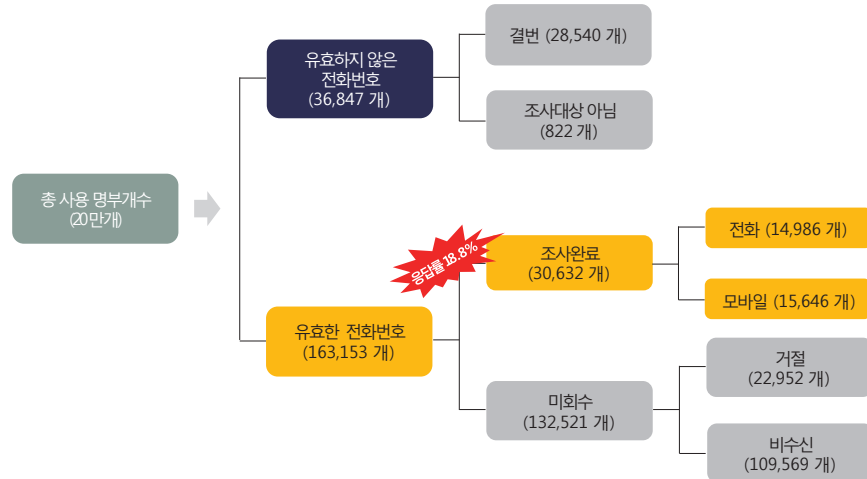 총 사용 명부개수
(20만개)
유효하지 않은
전화번호
(36,847 개)
결번 (28,540 개)
조사대상 아님
(822 개)
유효한 전화번호
(163,153 개)
응답률 18.8%
조사완료
(30,632 개)
전화 (14,986 개)
모바일 (15,646 개)
미회수
(132,521 개)
거절
(22,952 개)
비수신
(109,569 개)